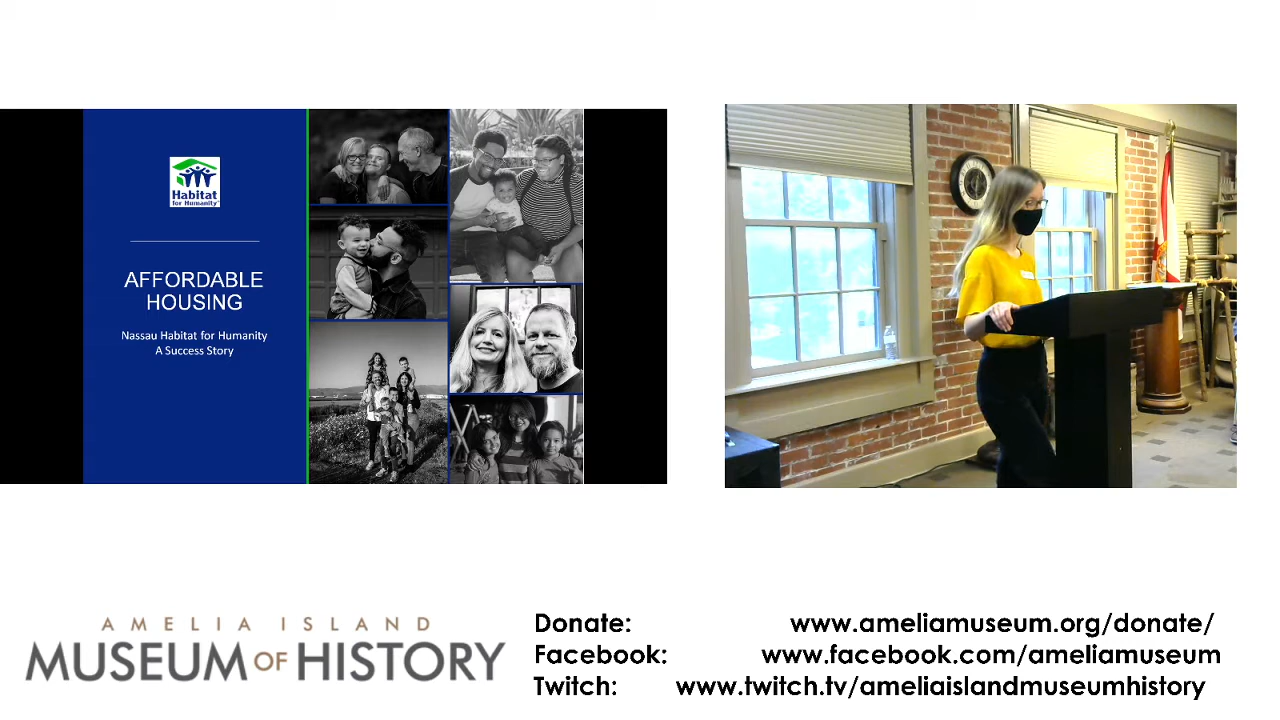 Habitat
for Humanity
AFFORDABLE
HOUSING
Nassau Habitat for Humanity
A Success Story
AMELIA ISLAND
MUSEUM OF HISTORY
Donate: www.ameliamuseum.org/donate/
Facebook: www.facebook.com/ameliamuseum
Twitch: www.twitch.tv/ameliaislandmuseumhistory